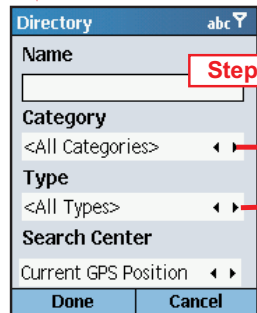 Directory abc
Name
Step
Category
<All Categories>
Type
<All Types>
Search Center
Current GPS Position
Done Cancel